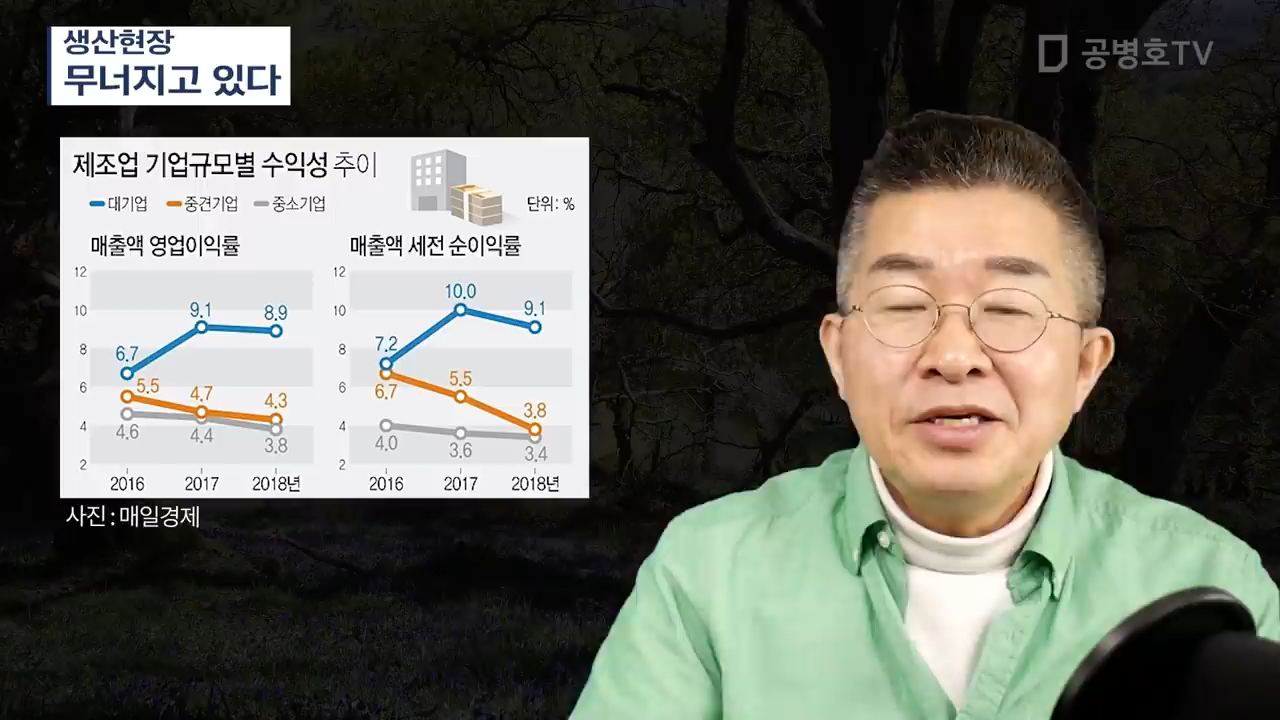 생산현장
무너지고 있다
공병호TV
제조업 기업규모별 수익성 추이
대기업 중견기업 중소기업
단위: %
매출액 영업이익률
12
10
8
6
4
2
6.7 9.1 8.9
5.5 4.7 4.3
4.6 4.4 3.8
2016 2017 2018년
매출액 세전 순이익률
12
10
8
6
4
2
7.2 10.0 9.1
6.7 5.5 3.8
4.0 3.6 3.4
2016 2017 2018년
사진 : 매일경제